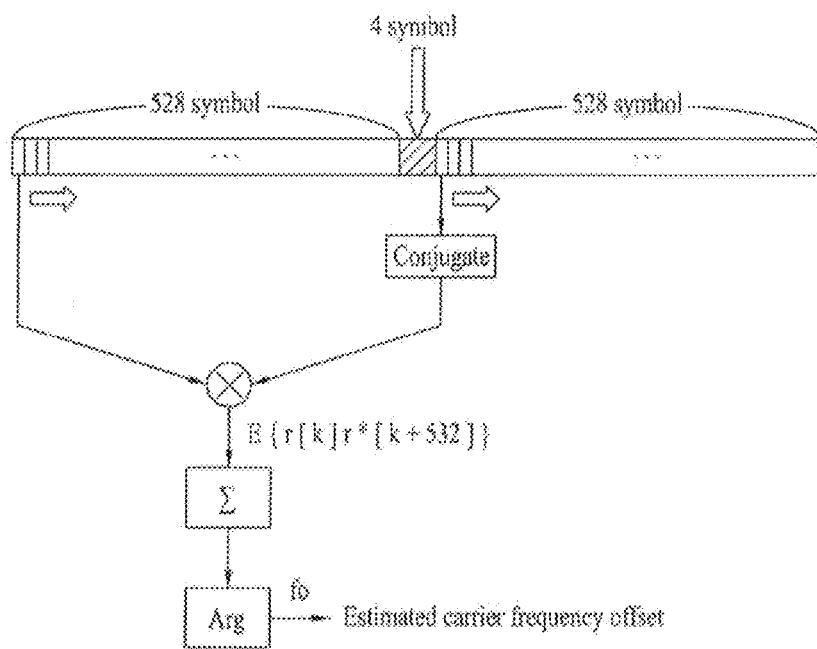 4 symbol
528 symbol
528 symbol
...
...
Conjugate
E { r [ k ] r * [ k + 532 ] }
Σ
fo
Arg
Estimated carrier frequency offset